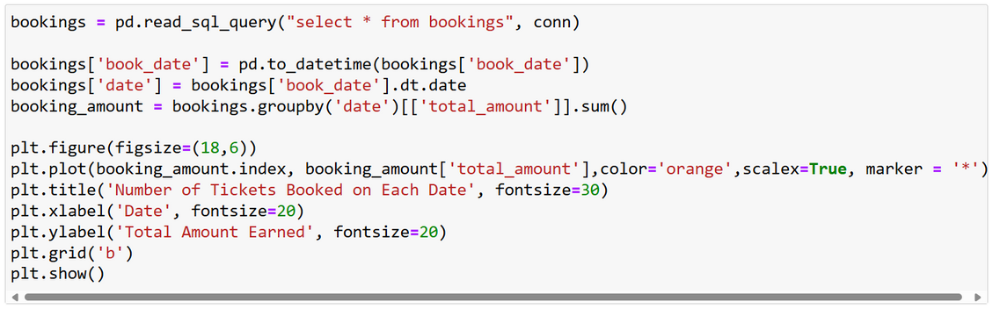 bookings = pd.read_sql_query("select * from bookings", conn)
bookings['book_date'] = pd.to_datetime(bookings['book_date'])
bookings['date'] = bookings['book_date'].dt.date
booking_amount = bookings.groupby('date')[['total_amount']].sum()
plt.figure(figsize=(18,6))
plt.plot(booking_amount.index, booking_amount['total_amount'],color='orange',scalex=True, marker = '*')
plt.title('Number of Tickets Booked on Each Date', fontsize=30)
plt.xlabel('Date', fontsize=20)
plt.ylabel('Total Amount Earned', fontsize=20)
plt.grid('b')
plt.show()